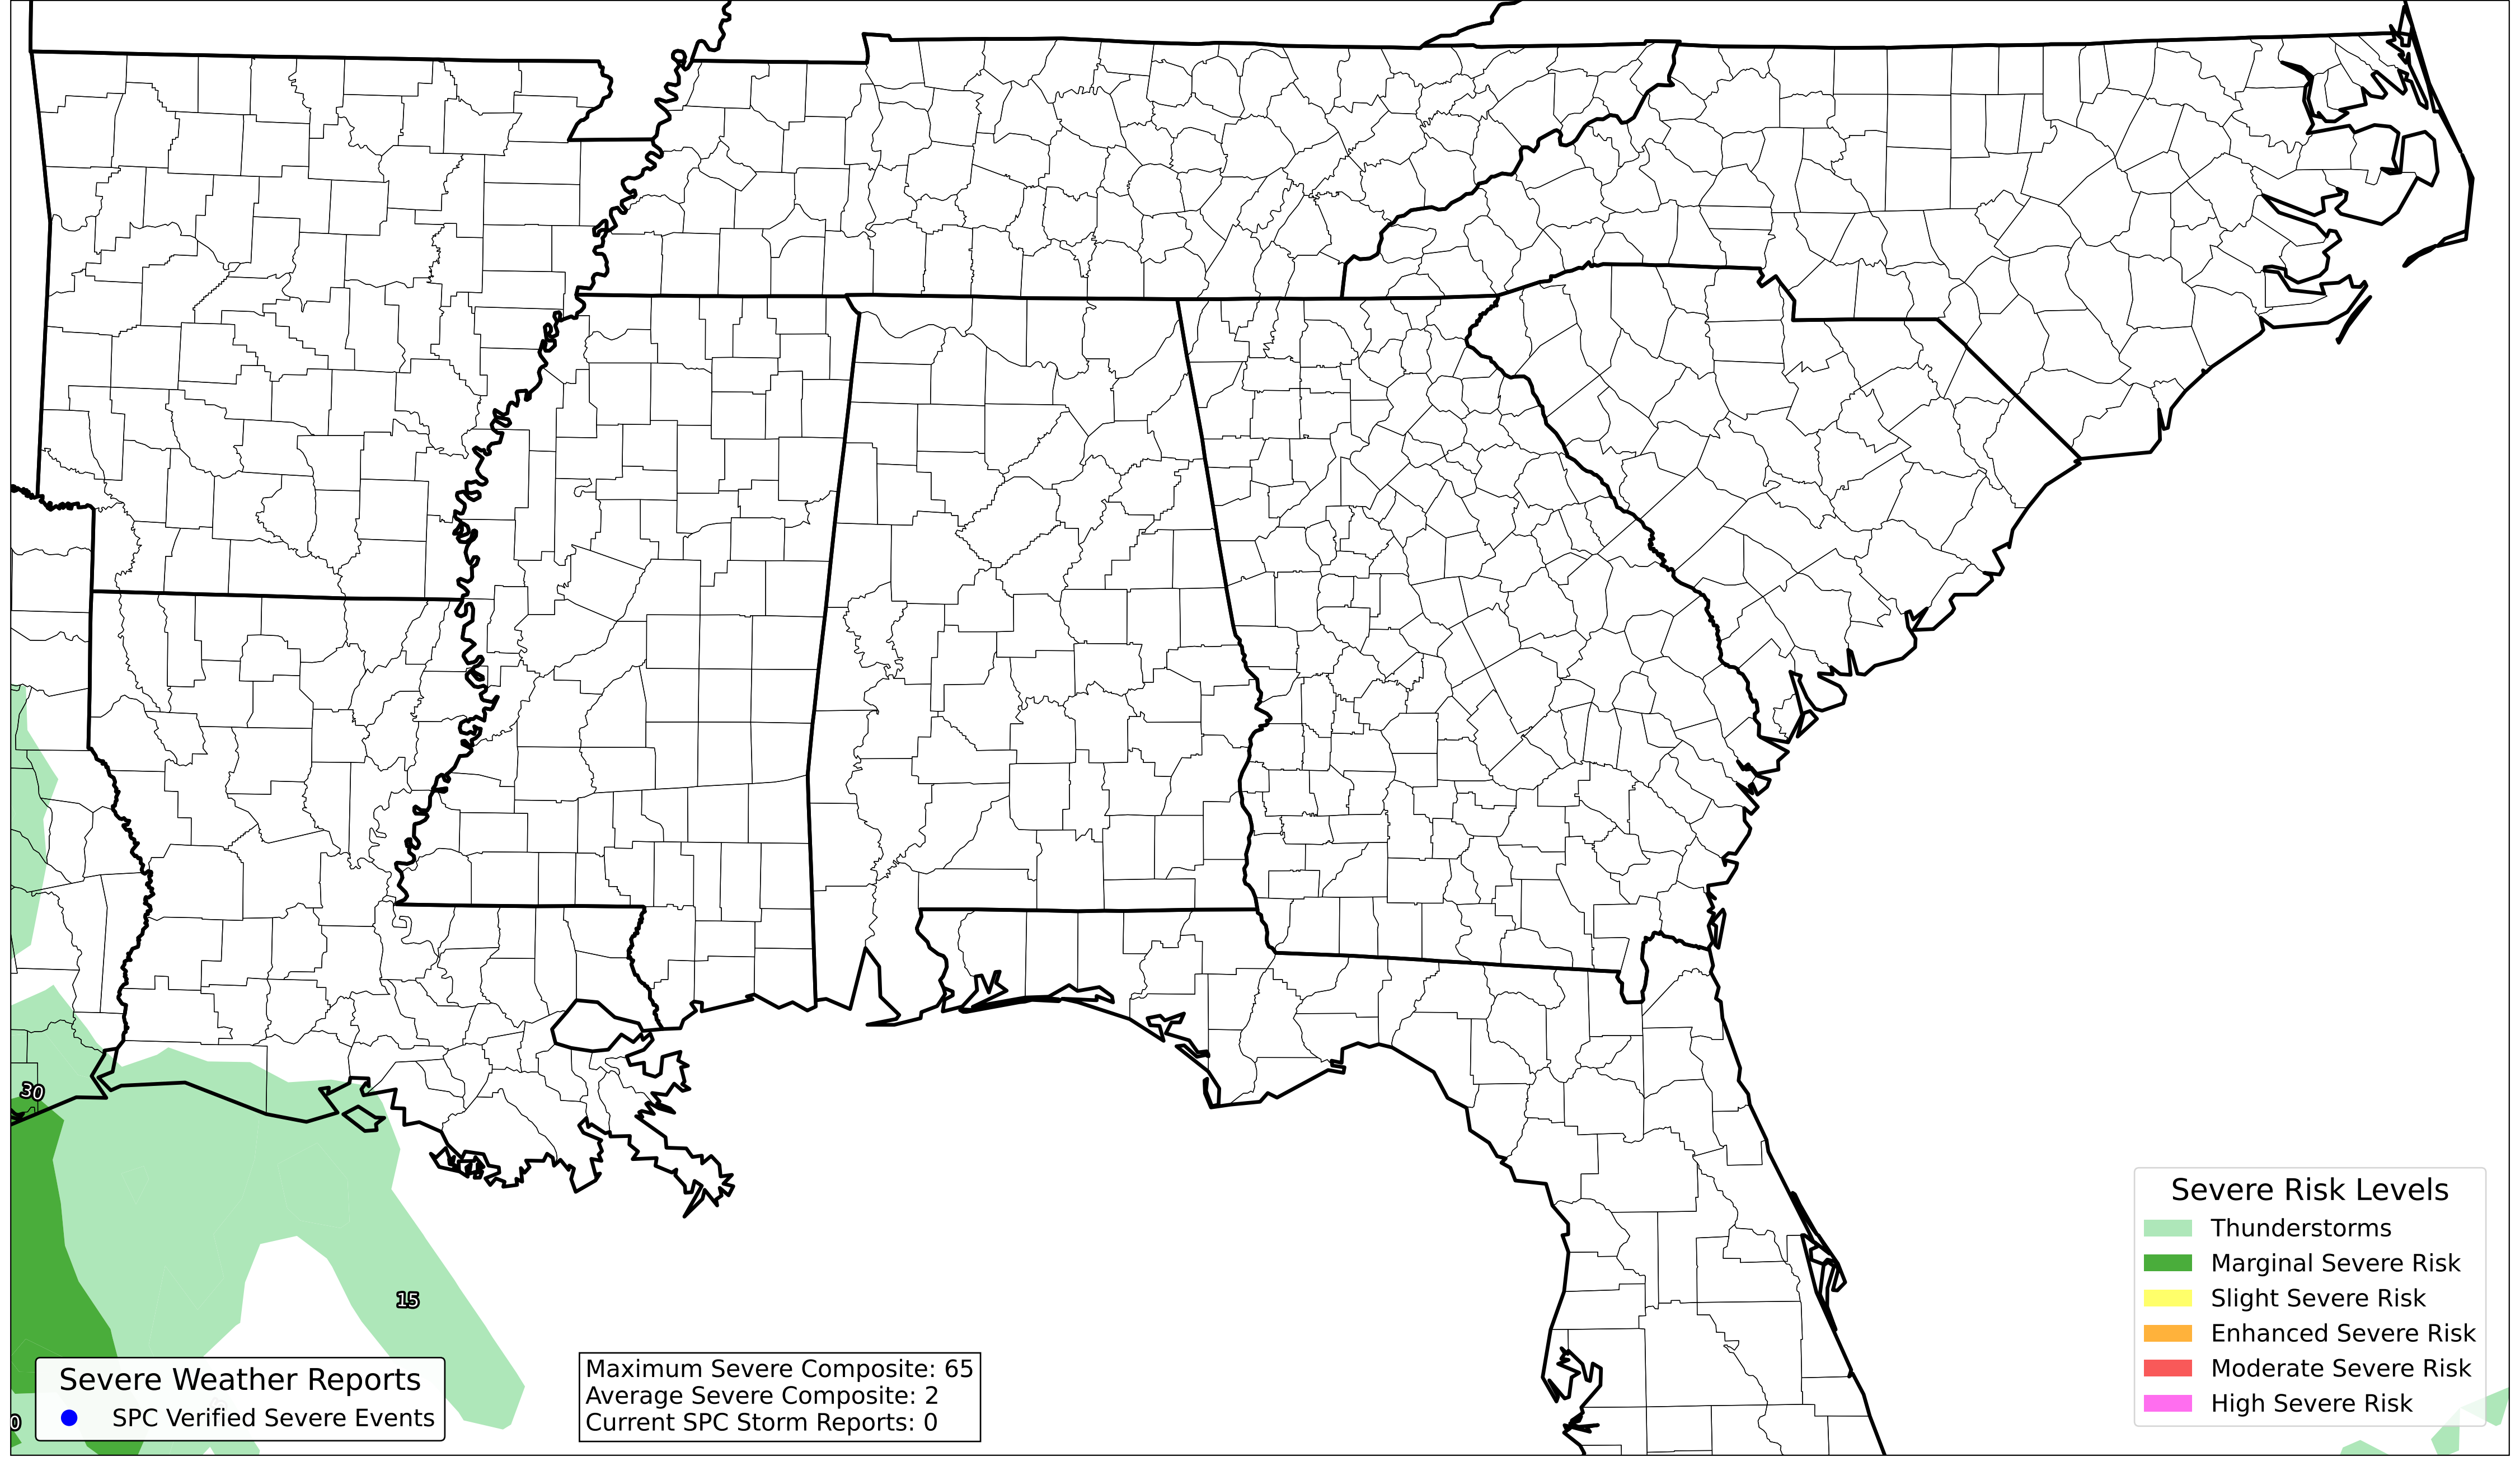 30
15
Severe Risk Levels
Thunderstorms
Marginal Severe Risk
Slight Severe Risk
Enhanced Severe Risk
Moderate Severe Risk
High Severe Risk
Severe Weather Reports
SPC Verified Severe Events
Maximum Severe Composite: 65
Average Severe Composite: 2
Current SPC Storm Reports: 0